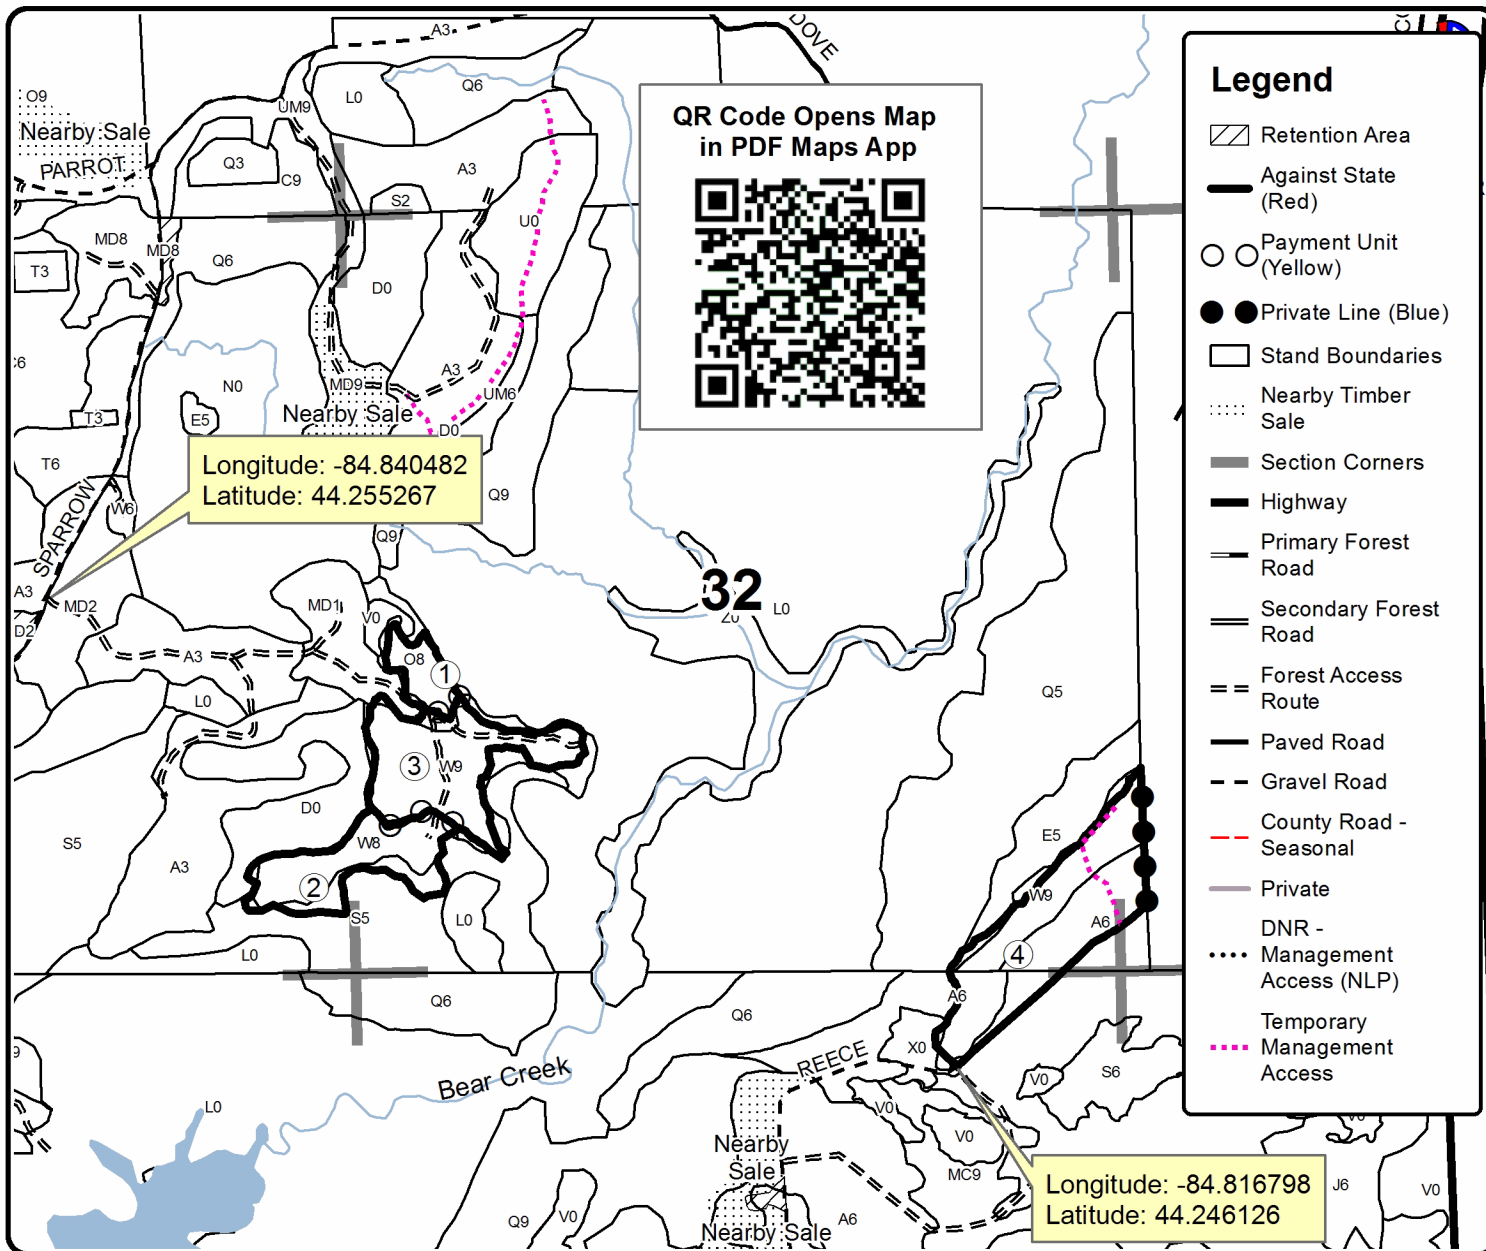 A3
DOVE
O9
UM9
L0
Q6
Nearby Sale
PARROT
Q3
C9
A3
S2
U0
MD8
MD8
Q6
T3
D0
N0
MD9
A3
UM6
T3
E5
Nearby Sale
D0
T6
Longitude: -84.840482
Latitude: 44.255267
Q9
W6
SPARROW
Q9
A3
MD2
D2
MD1
V0
O8
A3
L0
1
32
L0
Q5
3
W9
D0
S5
A3
W8
2
S5
L0
L0
E5
W9
A6
4
A6
Q6
Q6
X0
REECE
V0
S6
Bear Creek
L0
V0
V0
MC9
Nearby
Sale
Q9
V0
Nearby Sale
A6
J6
V0
Longitude: -84.816798
Latitude: 44.246126
QR Code Opens Map
in PDF Maps App
Legend
Retention Area
Against State
(Red)
Payment Unit
(Yellow)
Private Line (Blue)
Stand Boundaries
Nearby Timber
Sale
Section Corners
Highway
Primary Forest
Road
Secondary Forest
Road
Forest Access
Route
Paved Road
Gravel Road
County Road -
Seasonal
Private
DNR -
Management
Access (NLP)
Temporary
Management
Access